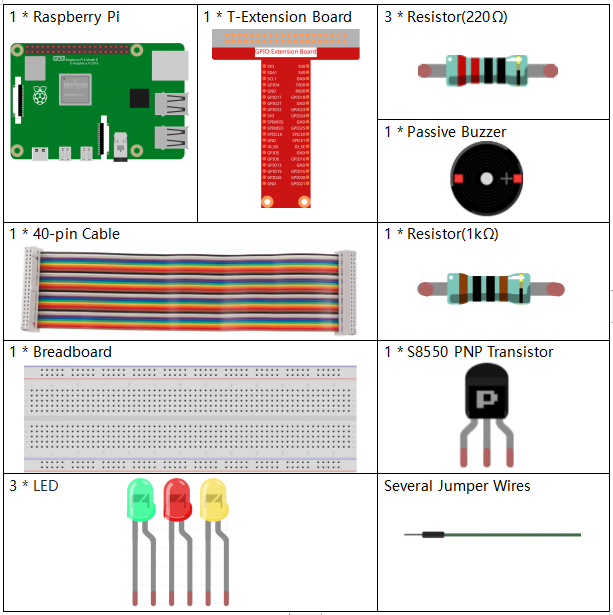 1 * Raspberry Pi
1 * T-Extension Board
GPIO Extension Board
3 * Resistor(220Ω)
1 * Passive Buzzer
1 * 40-pin Cable
1 * Resistor(1kΩ)
1 * Breadboard
1 * S8550 PNP Transistor
P
3 * LED
Several Jumper Wires